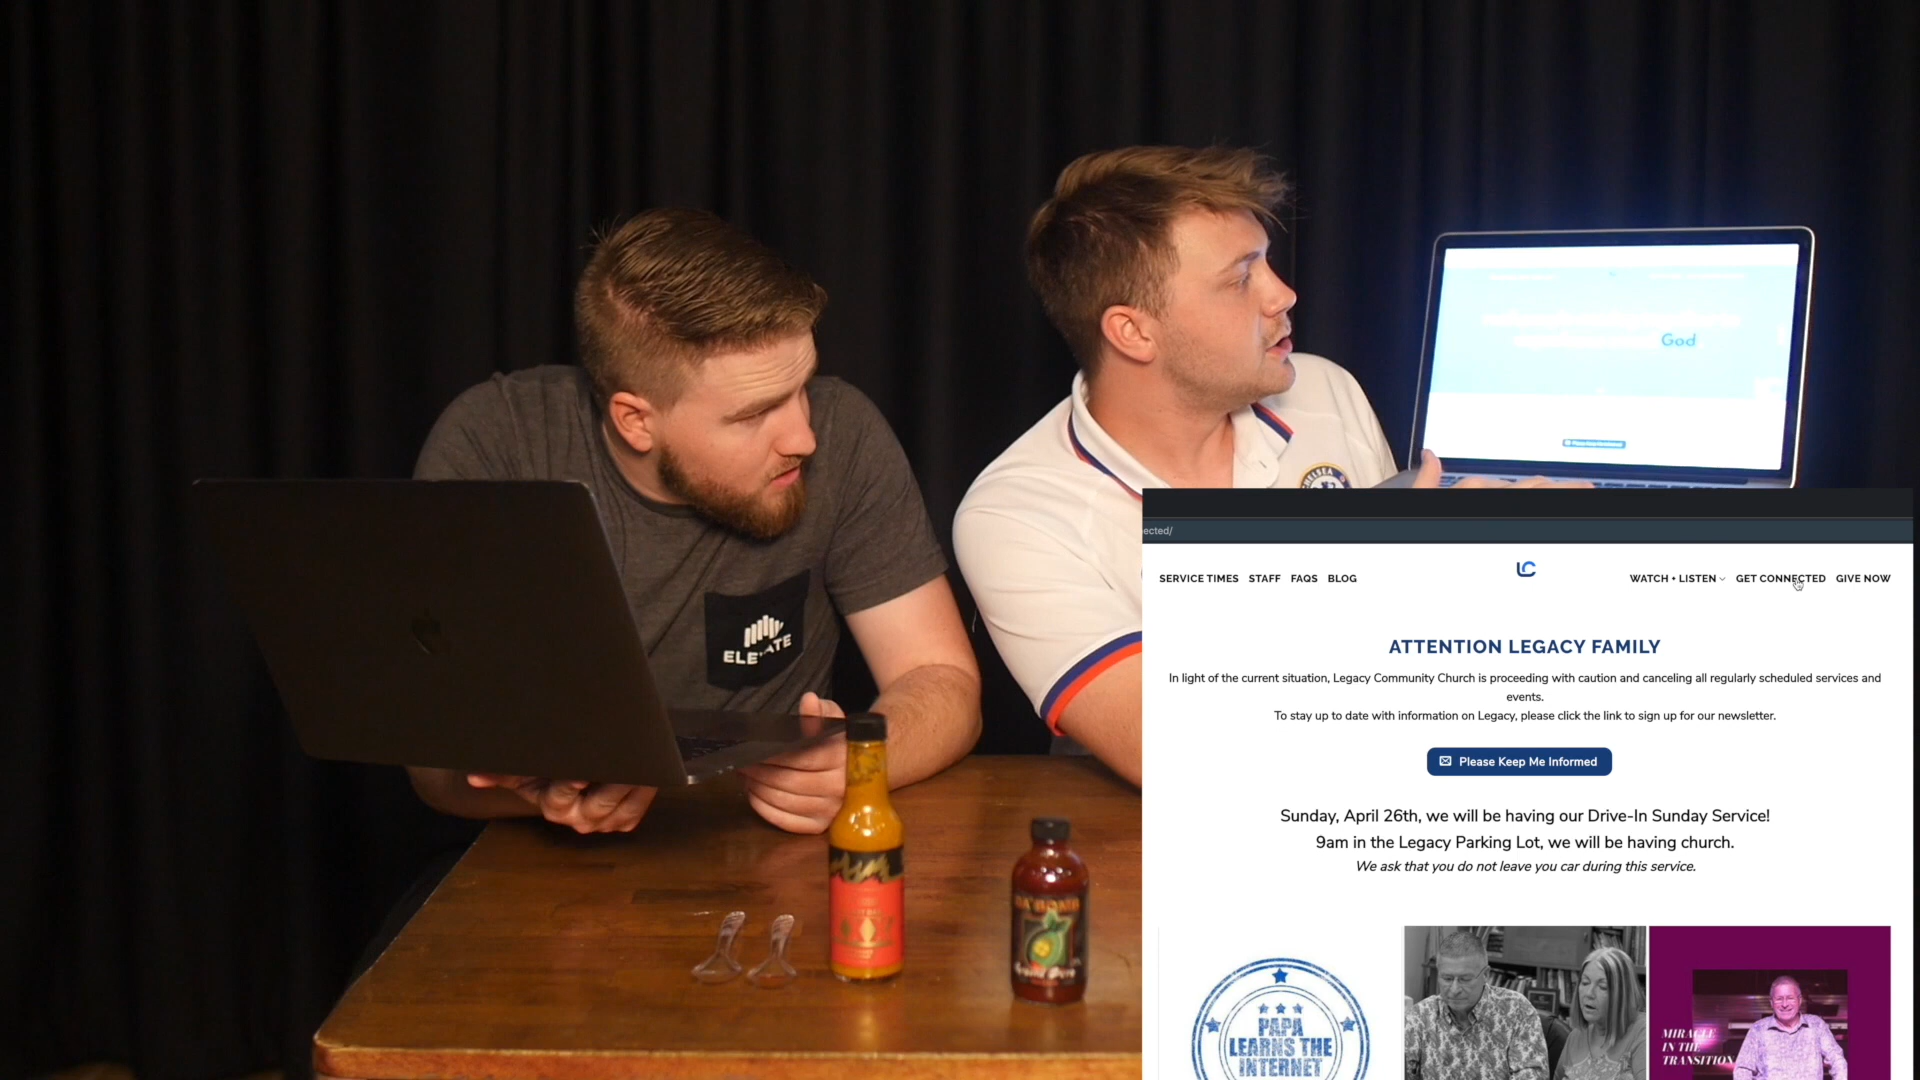 God
CHELSEA
ELEVATE
DA' BOMB
ected/
SERVICE TIMES STAFF FAQS BLOG
LC
WATCH + LISTEN GET CONNECTED GIVE NOW
ATTENTION LEGACY FAMILY
In light of the current situation, Legacy Community Church is proceeding with caution and canceling all regularly scheduled services and
events.
To stay up to date with information on Legacy, please click the link to sign up for our newsletter.
Please Keep Me Informed
Sunday, April 26th, we will be having our Drive-In Sunday Service!
9am in the Legacy Parking Lot, we will be having church.
We ask that you do not leave you car during this service.
PAPA
LEARNS THE
INTERNET
MIRACLE
IN THE
TRANSITION